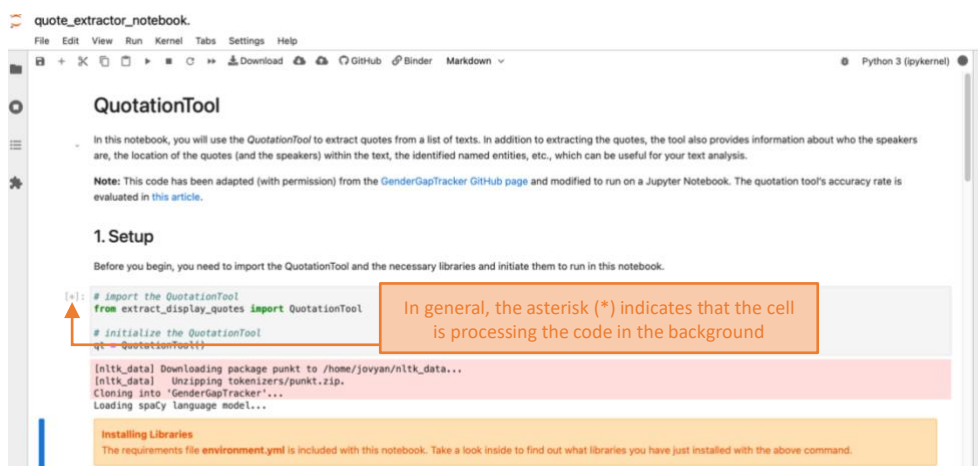 quote_extractor_notebook.
File Edit View Run Kernel Tabs Settings Help
Download GitHub Binder Markdown Python 3 (ipykernel)
QuotationTool
In this notebook, you will use the QuotationTool to extract quotes from a list of texts. In addition to extracting the quotes, the tool also provides information about who the speakers
are, the location of the quotes (and the speakers) within the text, the identified named entities, etc., which can be useful for your text analysis.
Note: This code has been adapted (with permission) from the GenderGapTracker GitHub page and modified to run on a Jupyter Notebook. The quotation tool's accuracy rate is
evaluated in this article.
1. Setup
Before you begin, you need to import the QuotationTool and the necessary libraries and initiate them to run in this notebook.
[*]: # import the QuotationTool
from extract_display_quotes import QuotationTool
In general, the asterisk (*) indicates that the cell
is processing the code in the background
# initialize the QuotationTool
qt = QuotationTool()
[nltk_data] Downloading package punkt to /home/jovyan/nltk_data...
[nltk_data] Unzipping tokenizers/punkt.zip.
Cloning into 'GenderGapTracker'...
Loading spaCy language model...
Installing Libraries
The requirements file environment.yml is included with this notebook. Take a look inside to find out what libraries you have just installed with the above command.